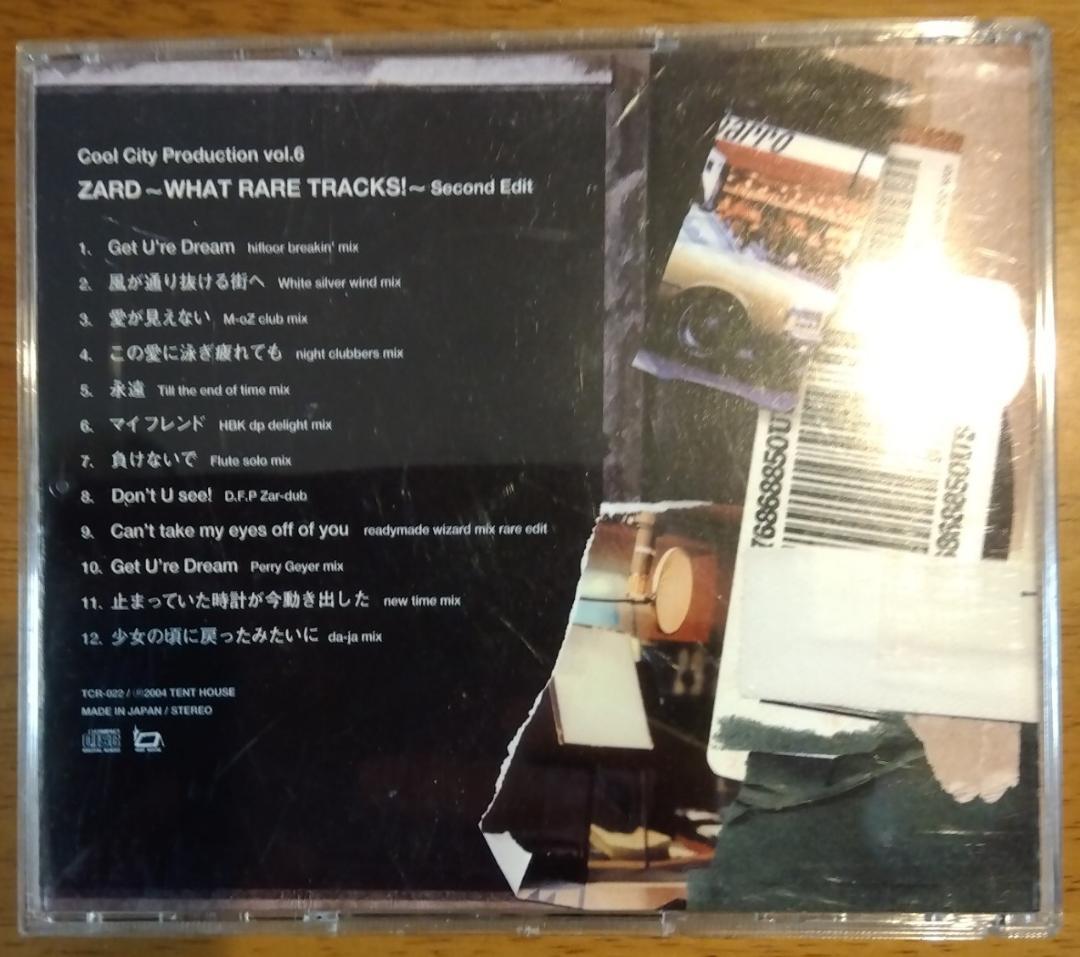 Cool City Production vol.6
ZARD ~WHAT RARE TRACKS!~ Second Edit
1. Get U're Dream hifloor breakin' mix
2. 風が通り抜ける街へ White silver wind mix
3. 愛が見えない M-oZ club mix
4. この愛に泳ぎ疲れても night clubbers mix
5. 永遠 Till the end of time mix
6. マイ フレンド HBK dp delight mix
7. 負けないで Flute solo mix
8. Don't U see! D.F.P Zar-dub
9. Can't take my eyes off of you readymade wizard mix rare edit
10. Get U're Dream Perry Geyer mix
11. 止まっていた時計が今動き出した new time mix
12. 少女の頃に戻ったみたいに da-ja mix
TCR-022 / ℗2004 TENT HOUSE
MADE IN JAPAN / STEREO
COMPACT
disc
DIGITAL AUDIO